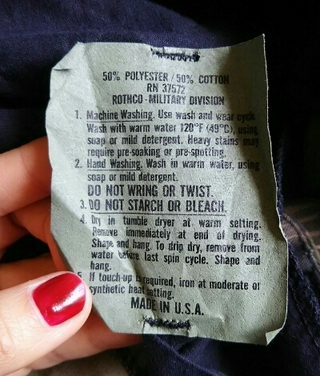 50% POLYESTER / 50% COTTON
RN 37572
ROTHCO-MILITARY DIVISION
1. Machine Washing. Use wash and wear cycle.
Wash with warm water 120°F (49°C), using
soap or mild detergent. Heavy stains may
require pre-soaking or pre-spotting.
2. Hand Washing. Wash in warm water, using
soap or mild detergent.
DO NOT WRING OR TWIST.
3. DO NOT STARCH OR BLEACH.
4. Dry in tumble dryer at warm setting.
Remove immediately at end of drying.
Shape and hang. To drip dry, remove from
water before last spin cycle. Shape and
hang.
5. If touch-up is required, iron at moderate or
synthetic heat setting.
MADE IN U.S.A.